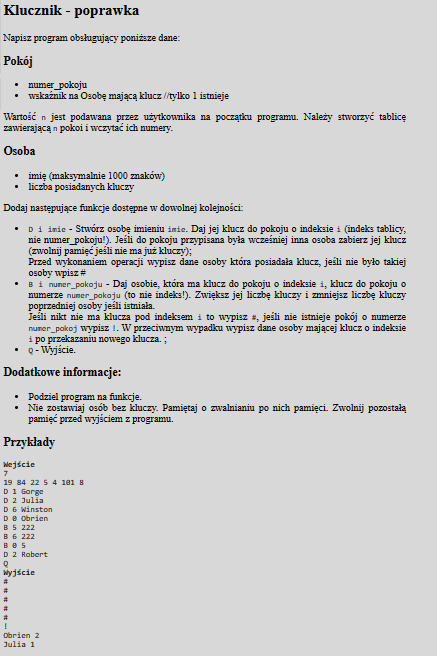 Klucznik - poprawka
Napisz program obsługujący poniższe dane:
Pokój
numer_pokoju
wskaźnik na Osobę mającą klucz //tylko 1 istnieje
Wartość n jest podawana przez użytkownika na początku programu. Należy stworzyć tablicę
zawierającą n pokoi i wczytać ich numery.
Osoba
imię (maksymalnie 1000 znaków)
liczba posiadanych kluczy
Dodaj następujące funkcje dostępne w dowolnej kolejności:
D i imie - Stwórz osobę imieniu imie. Daj jej klucz do pokoju o indeksie i (indeks tablicy,
nie numer_pokoju!). Jeśli do pokoju przypisana była wcześniej inna osoba zabierz jej klucz
(zwolnij pamięć jeśli nie ma już kluczy);
Przed wykonaniem operacji wypisz dane osoby która posiadała klucz, jeśli nie było takiej
osoby wpisz #
B i numer_pokoju - Daj osobie, która ma klucz do pokoju o indeksie i, klucz do pokoju o
numerze numer_pokoju (to nie indeks!). Zwiększ jej liczbę kluczy i zmniejsz liczbę kluczy
poprzedniej osoby jeśli istniała.
Jeśli nikt nie ma klucza pod indeksem i to wypisz #, jeśli nie istnieje pokój o numerze
numer_pokoj wypisz !. W przeciwnym wypadku wypisz dane osoby mającej klucz o indeksie
i po przekazaniu nowego klucza. ;
Q - Wyjście.
Dodatkowe informacje:
Podziel program na funkcje.
Nie zostawiaj osób bez kluczy. Pamiętaj o zwalnianiu po nich pamięci. Zwolnij pozostałą
pamięć przed wyjściem z programu.
Przykłady
Wejście
7
19 84 22 5 4 101 8
D 1 Gorge
D 2 Julia
D 6 Winston
D 0 Obrien
B 5 222
B 6 222
B 0 5
D 2 Robert
Q
Wyjście
#
#
#
#
#
!
Obrien 2
Julia 1